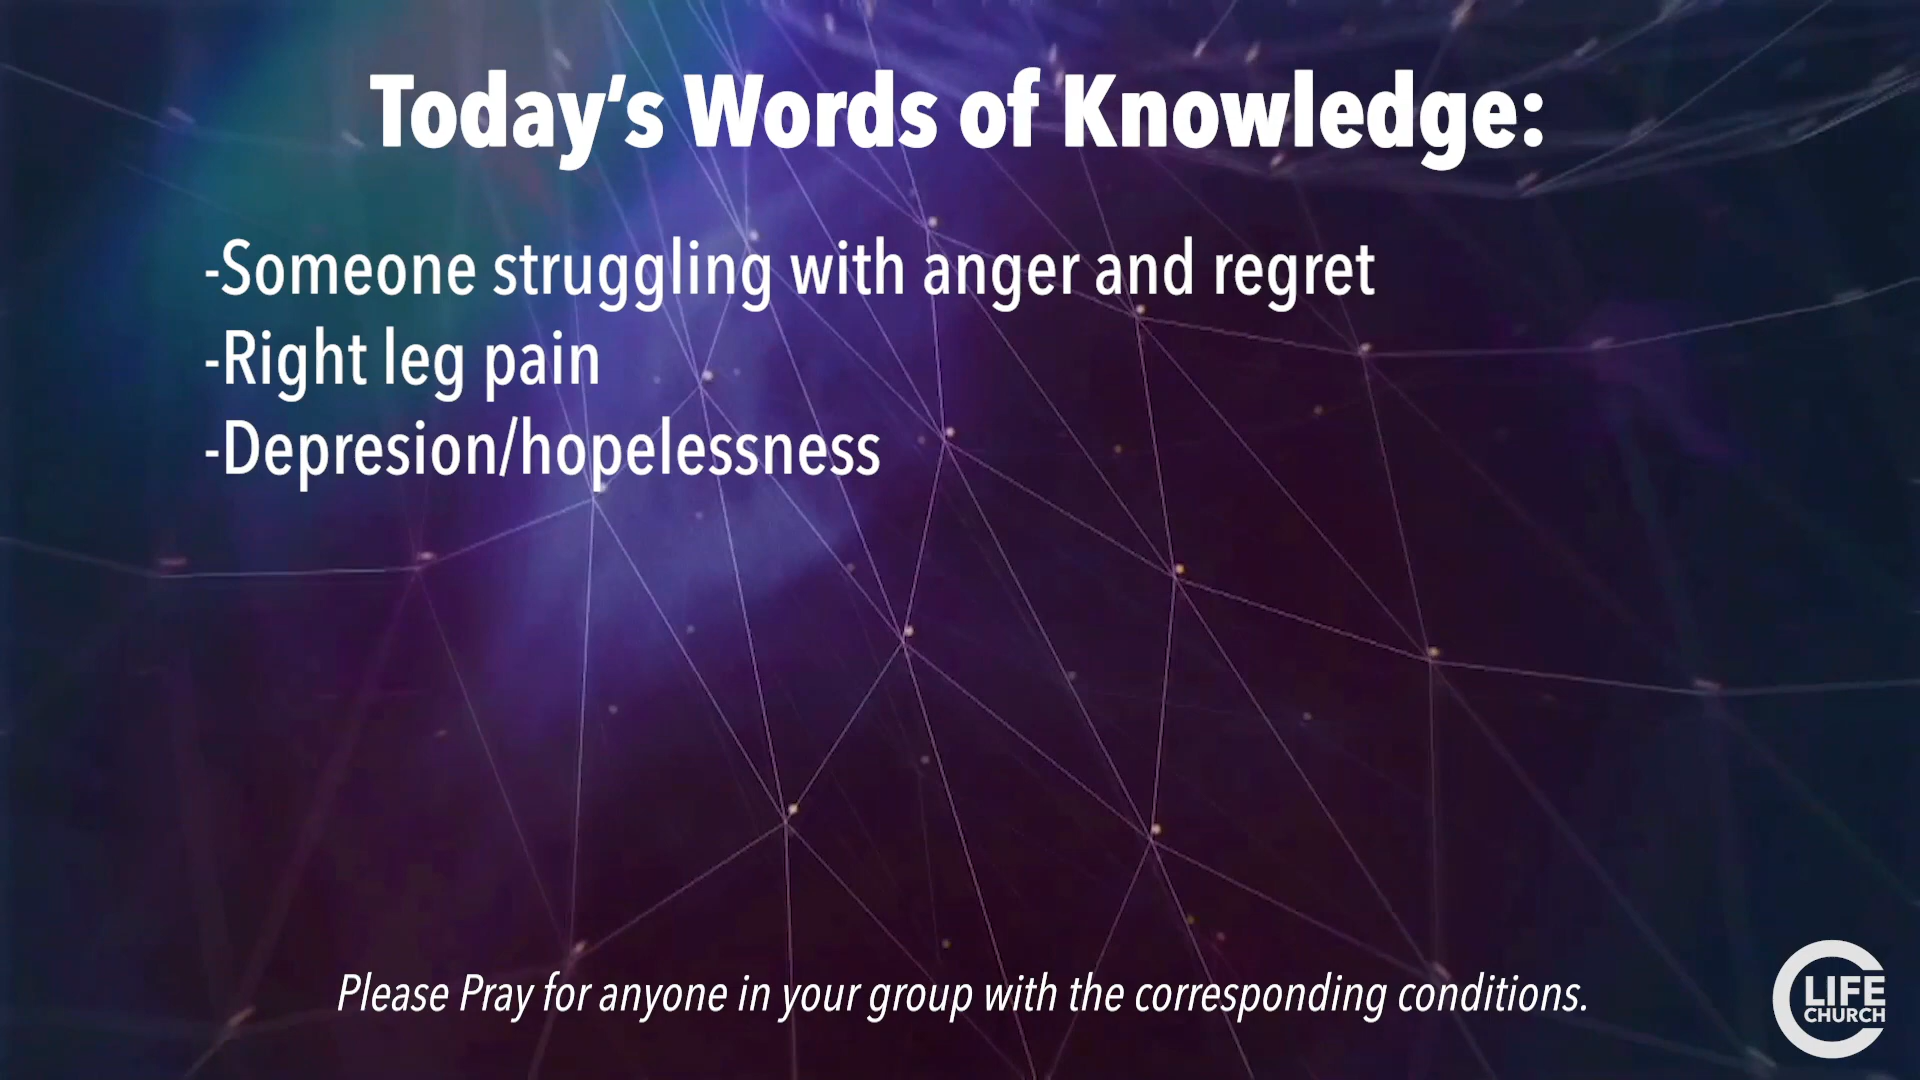 Today's Words of Knowledge:
-Someone struggling with anger and regret
-Right leg pain
-Depresion/hopelessness
Please Pray for anyone in your group with the corresponding conditions.
LIFE
CHURCH